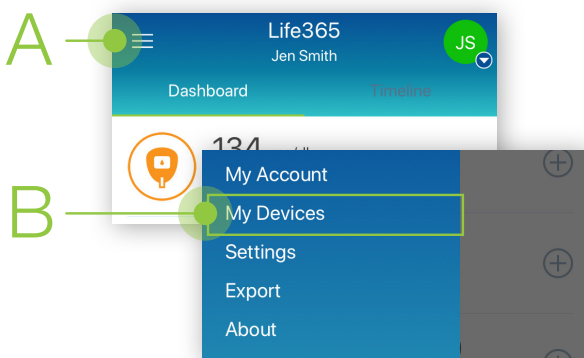 A
Life365
Jen Smith
JS
Dashboard
Timeline
134
B
My Account
My Devices
Settings
Export
About